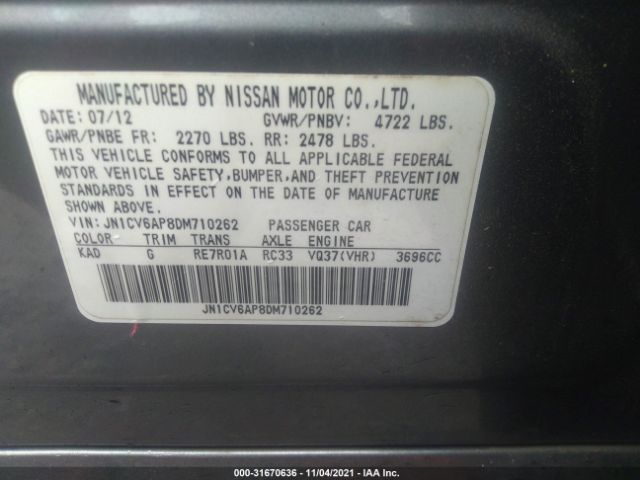 MANUFACTURED BY NISSAN MOTOR CO.,LTD.
DATE: 07/12 GVWR/PNBV: 4722 LBS.
GAWR/PNBE FR: 2270 LBS. RR: 2478 LBS.
THIS VEHICLE CONFORMS TO ALL APPLICABLE FEDERAL
MOTOR VEHICLE SAFETY,BUMPER,AND THEFT PREVENTION
STANDARDS IN EFFECT ON THE DATE OF MANUFACTURE
SHOWN ABOVE.
VIN: JN1CV6AP8DM710262 PASSENGER CAR
COLOR TRIM TRANS AXLE ENGINE
KAD G RE7R01A RC33 VQ37(VHR) 3696CC
JN1CV6AP8DM710262
000-31670636 - 11/04/2021 - IAA Inc.